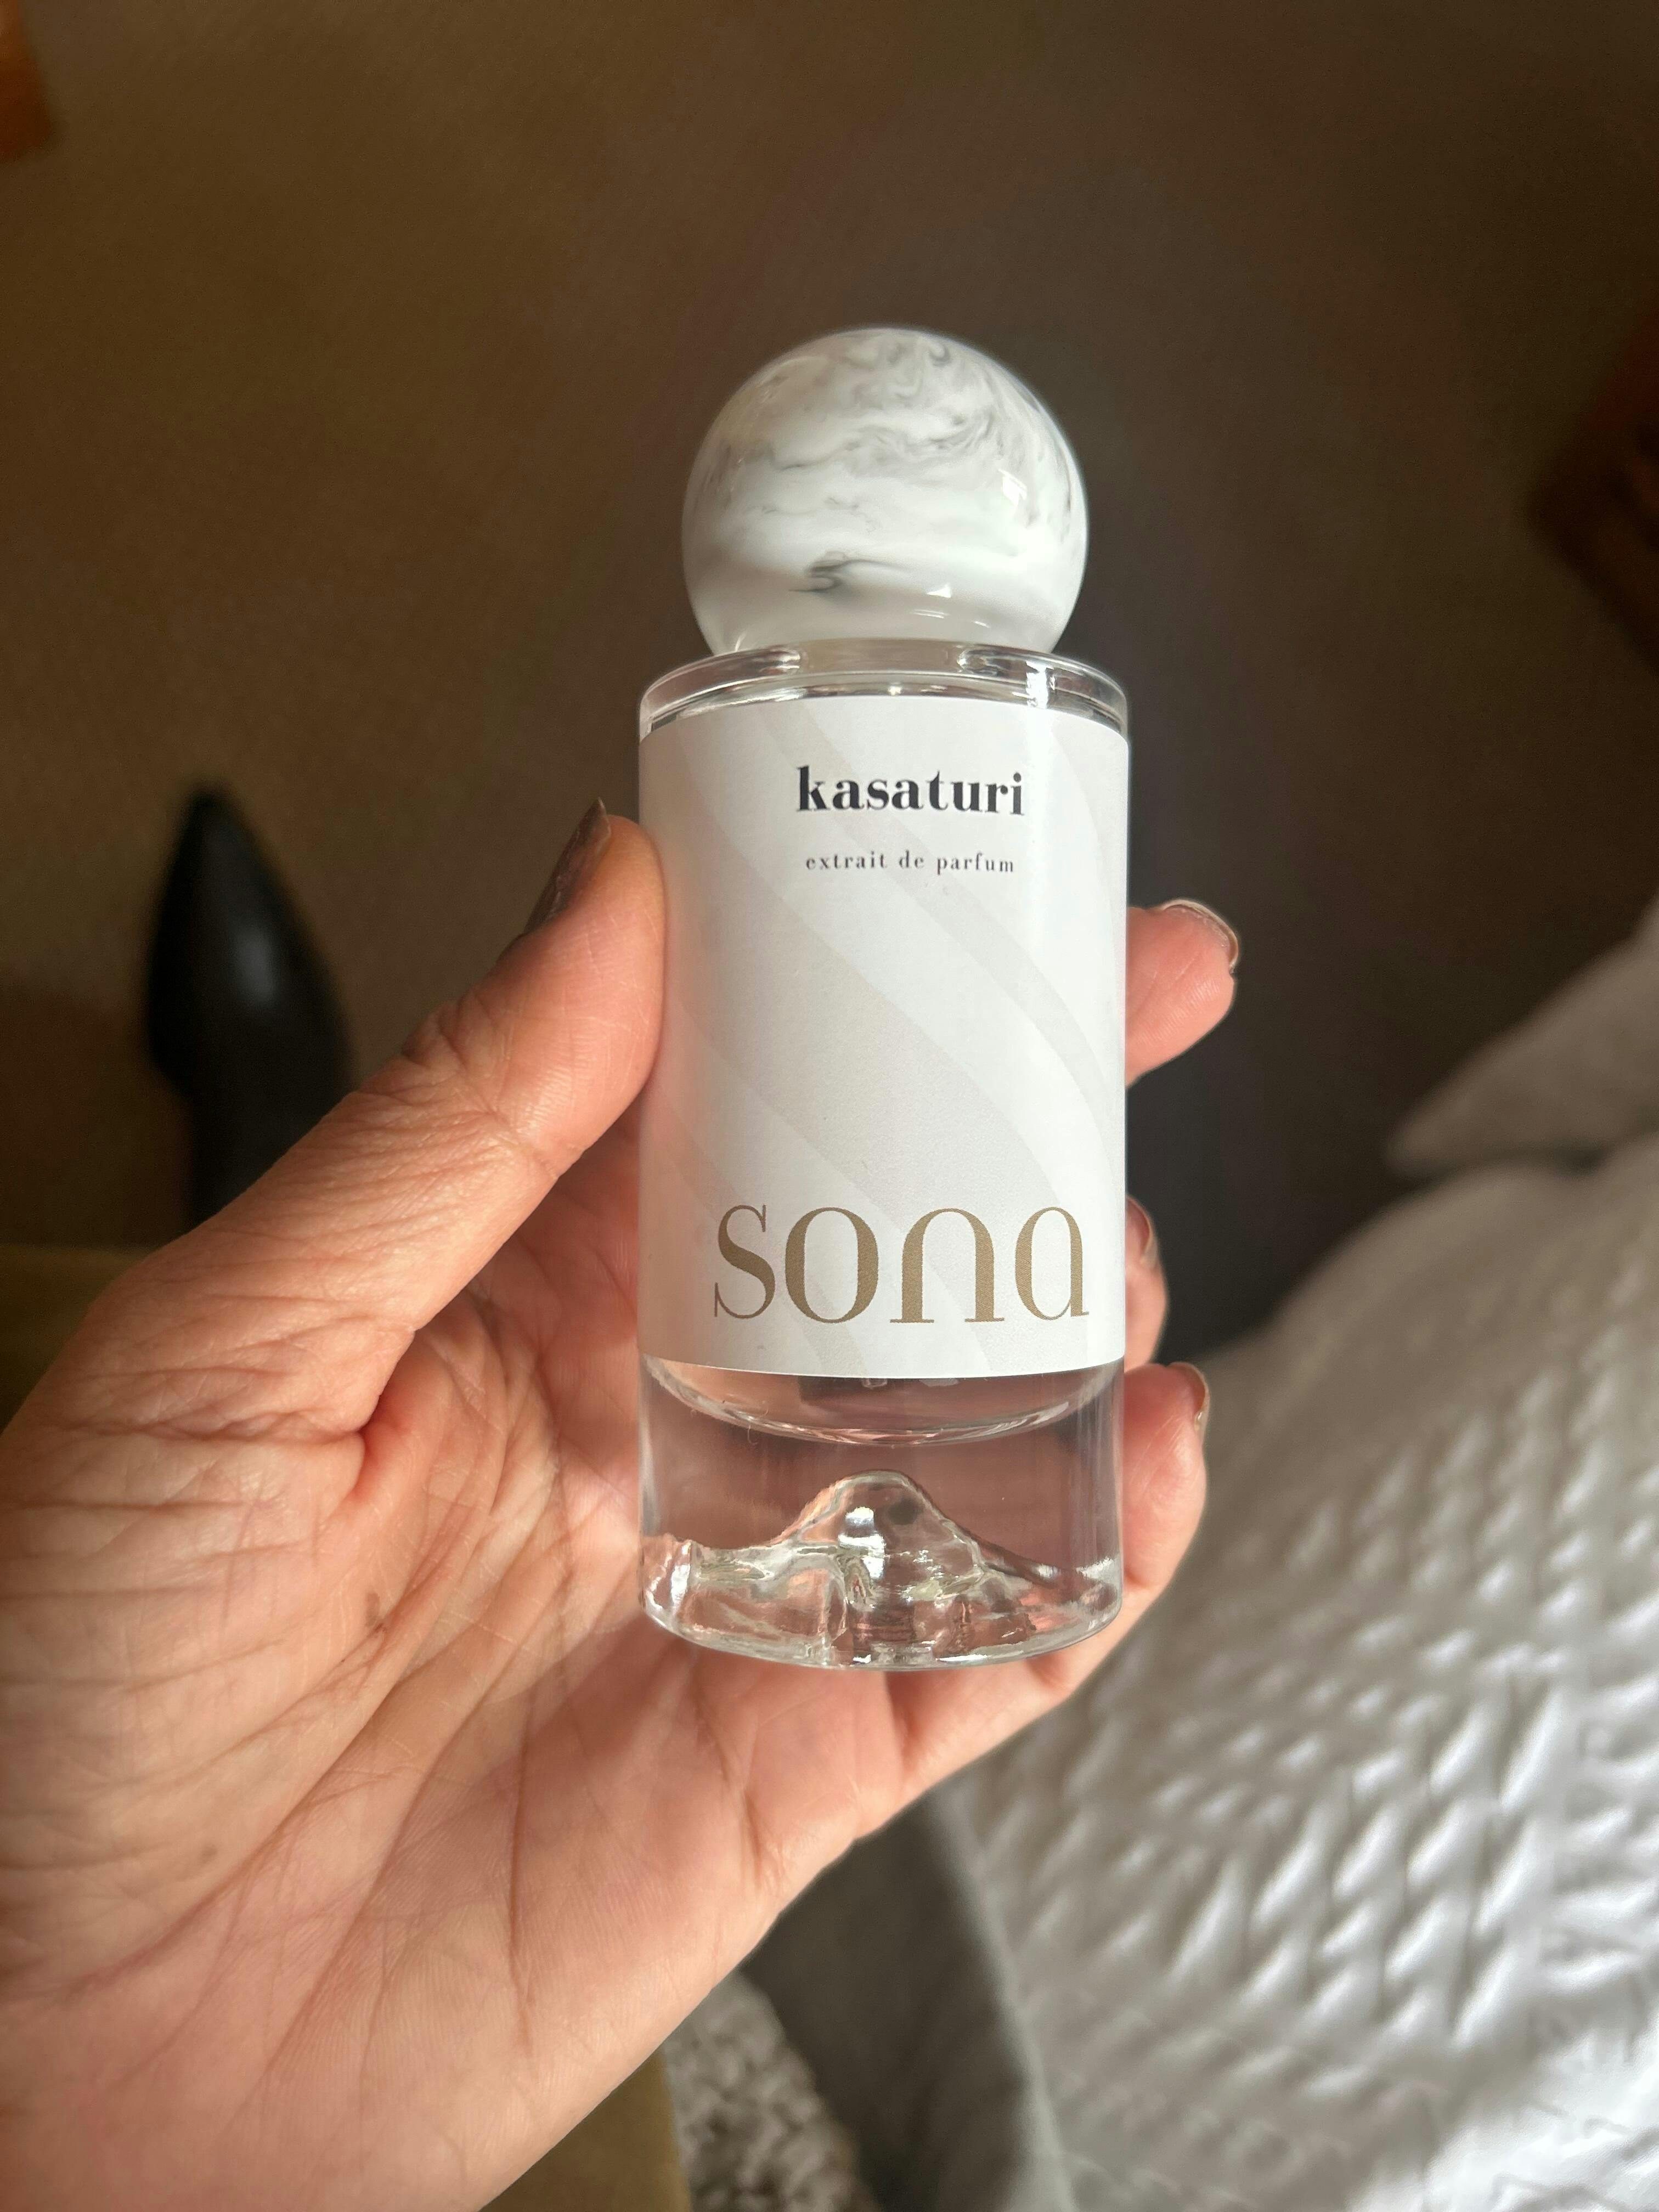 kasaturi
extrait de parfum
sona